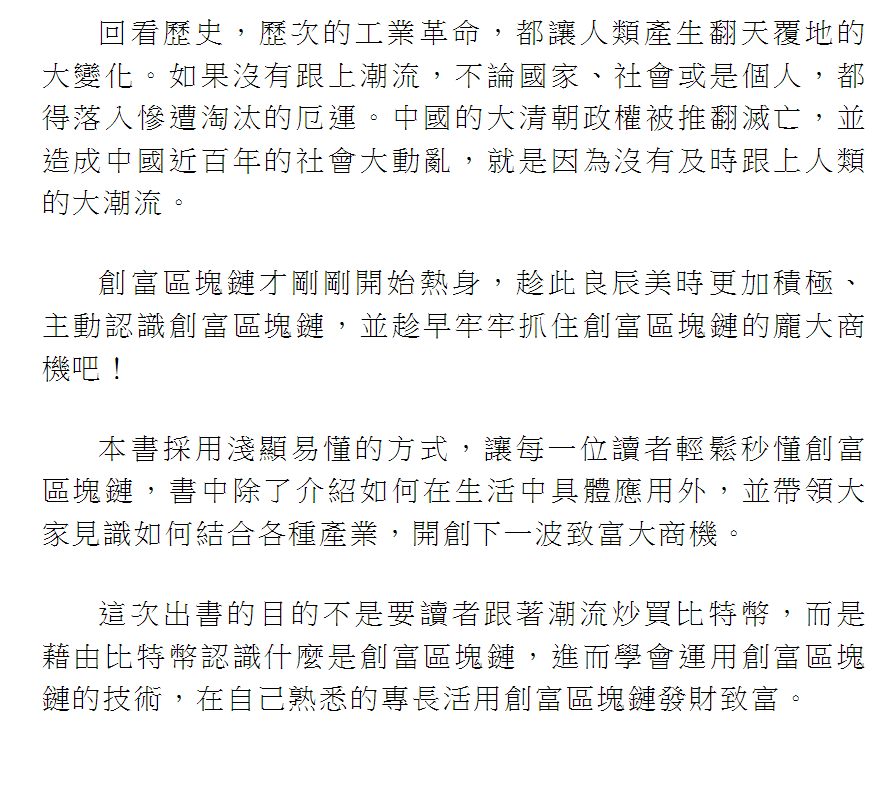 回看歷史，歷次的工業革命，都讓人類產生翻天覆地的
大變化。如果沒有跟上潮流，不論國家、社會或是個人，都
得落入慘遭淘汰的厄運。中國的大清朝政權被推翻滅亡，並
造成中國近百年的社會大動亂，就是因為沒有及時跟上人類
的大潮流。
創富區塊鏈才剛剛開始熱身，趁此良辰美時更加積極、
主動認識創富區塊鏈，並趁早牢牢抓住創富區塊鏈的龐大商
機吧！
本書採用淺顯易懂的方式，讓每一位讀者輕鬆秒懂創富
區塊鏈，書中除了介紹如何在生活中具體應用外，並帶領大
家見識如何結合各種產業，開創下一波致富大商機。
這次出書的目的不是要讀者跟著潮流炒買比特幣，而是
藉由比特幣認識什麼是創富區塊鏈，進而學會運用創富區塊
鏈的技術，在自己熟悉的專長活用創富區塊鏈發財致富。